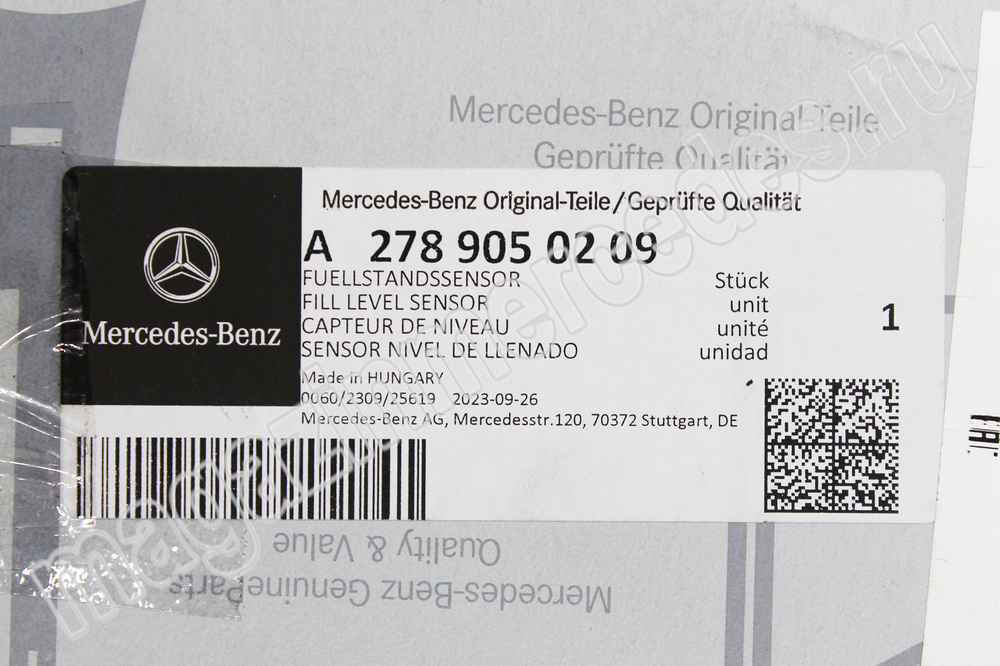 Mercedes-Benz Original-Teile
Geprüfte Qualität
Mercedes-Benz Original-Teile/Geprüfte Qualität
A 278 905 02 09
FUELLSTANDSSENSOR Stück
FILL LEVEL SENSOR unit
CAPTEUR DE NIVEAU unité 1
SENSOR NIVEL DE LLENADO unidad
Mercedes-Benz
Made in HUNGARY
0060/2309/25619 2023-09-26
Mercedes-Benz AG, Mercedesstr.120, 70372 Stuttgart, DE
Mercedes-Benz GenuineParts
Quality & Value